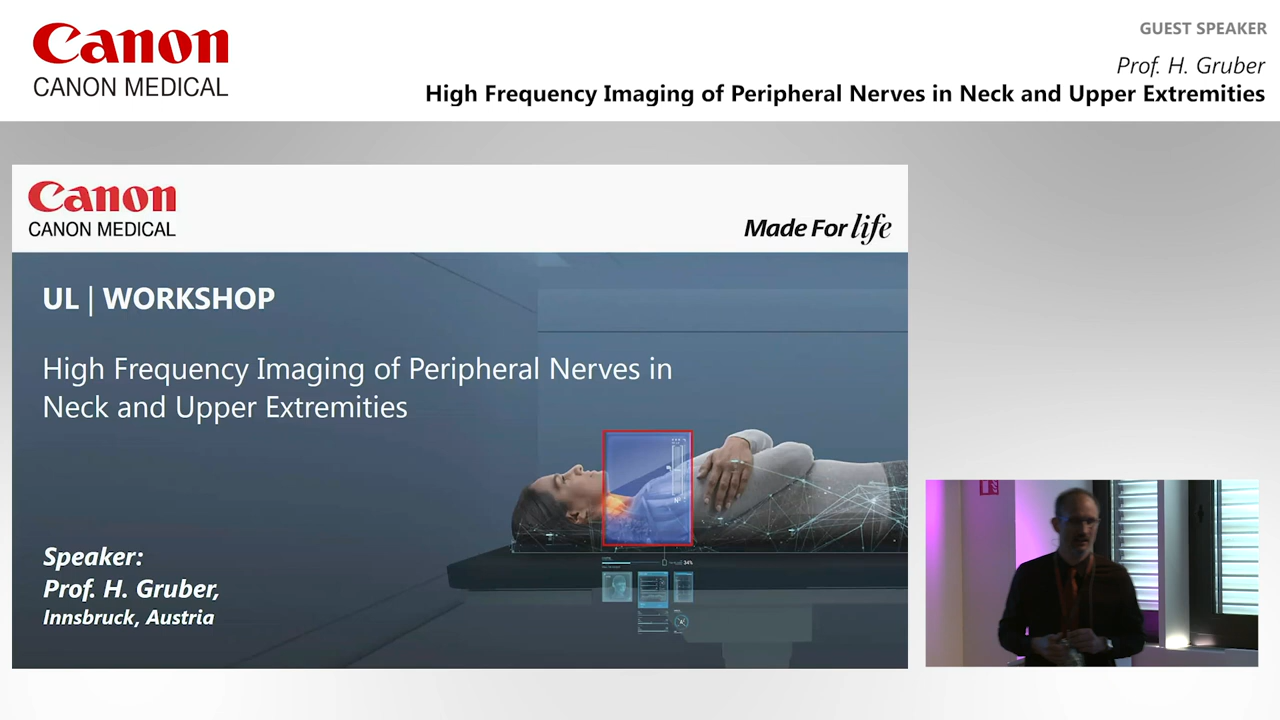 Canon
CANON MEDICAL
GUEST SPEAKER
Prof. H. Gruber
High Frequency Imaging of Peripheral Nerves in Neck and Upper Extremities
Canon
CANON MEDICAL
Made For life
UL | WORKSHOP
High Frequency Imaging of Peripheral Nerves in
Neck and Upper Extremities
Speaker:
Prof. H. Gruber,
Innsbruck, Austria
34%